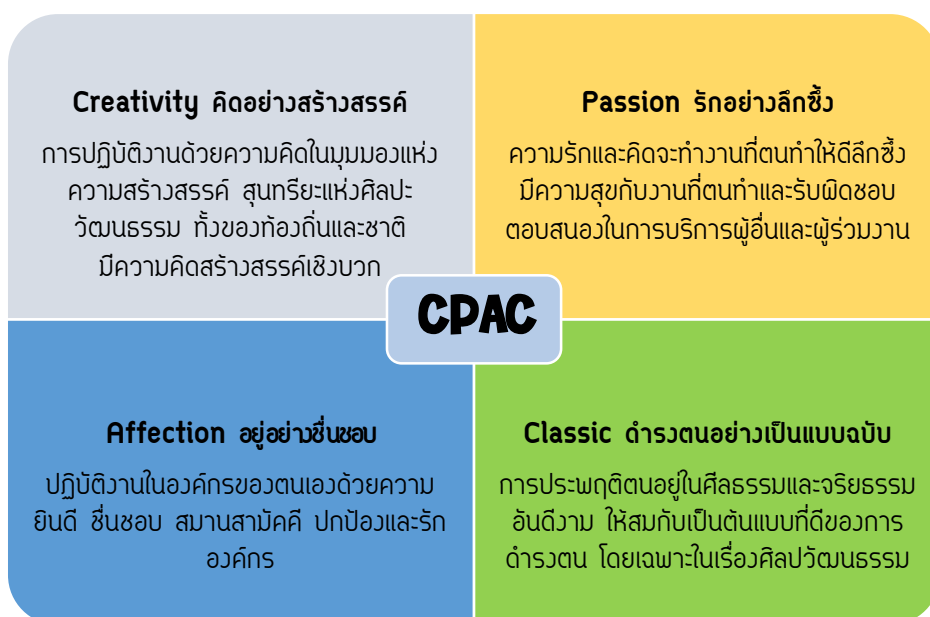 Creativity คิดอย่างสร้างสรรค์
การปฏิบัติงานด้วยความคิดในมุมมองแห่ง
ความสร้างสรรค์ สุนทรียะแห่งศิลปะ
วัฒนธรรม ทั้งของท้องถิ่นและชาติ
มีความคิดสร้างสรรค์เชิงบวก
Passion รักอย่างลึกซึ้ง
ความรักและคิดจะทำงานที่ตนทำให้ดีลึกซึ้ง
มีความสุขกับงานที่ตนทำและรับผิดชอบ
ตอบสนองในการบริการผู้อื่นและผู้ร่วมงาน
CPAC
Affection อยู่อย่างชื่นชอบ
ปฏิบัติงานในองค์กรของตนเองด้วยความ
ยินดี ชื่นชอบ สมานสามัคคี ปกป้องและรัก
องค์กร
Classic ดำรงตนอย่างเป็นแบบฉบับ
การประพฤติตนอยู่ในศีลธรรมและจริยธรรม
อันดีงาม ให้สมกับเป็นต้นแบบที่ดีของการ
ดำรงตน โดยเฉพาะในเรื่องศิลปวัฒนธรรม